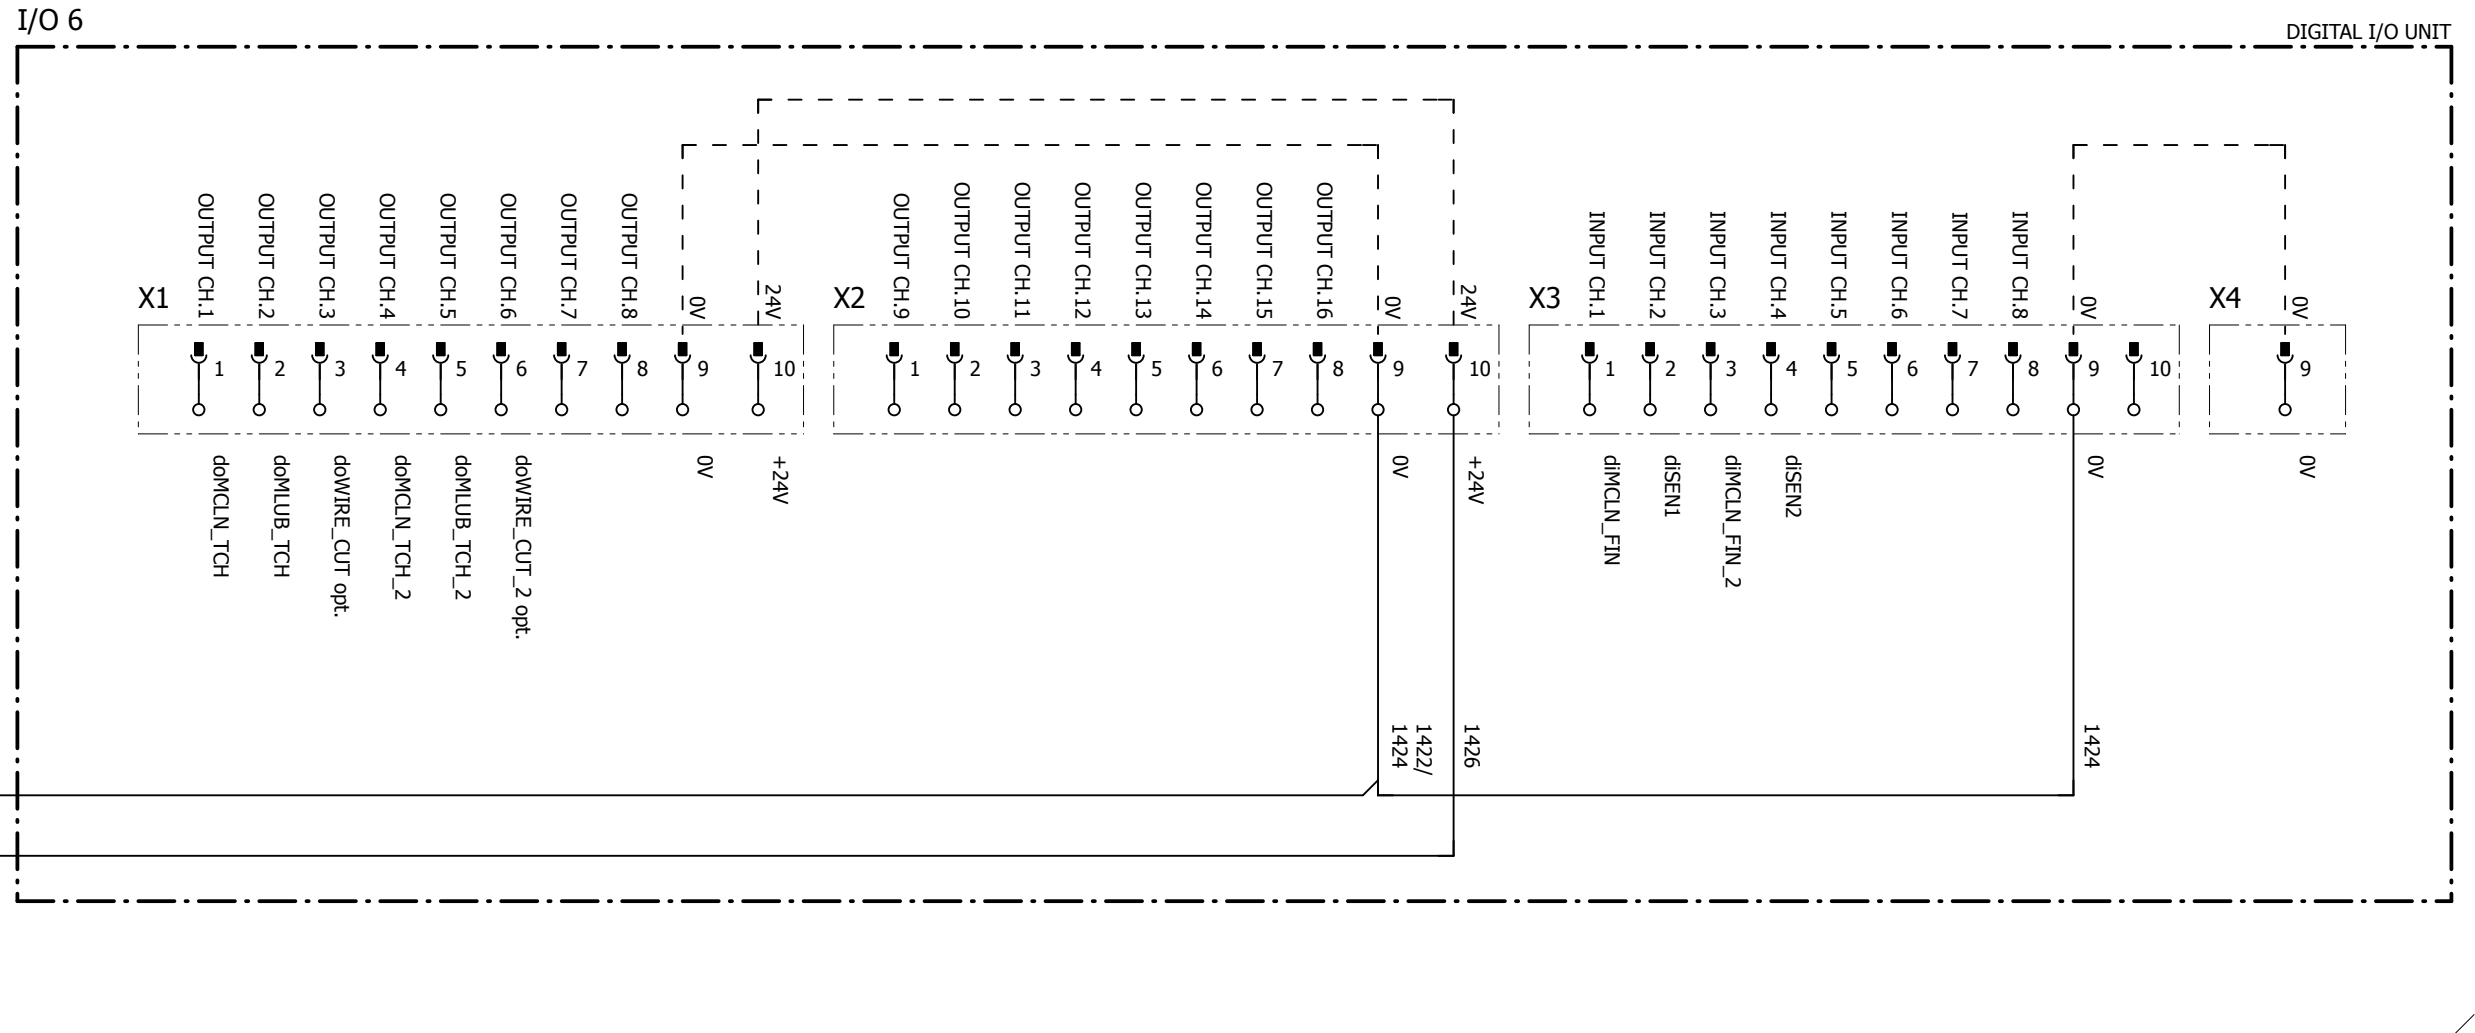 I/O 6
DIGITAL I/O UNIT
X1
OUTPUT CH.1
OUTPUT CH.2
OUTPUT CH.3
OUTPUT CH.4
OUTPUT CH.5
OUTPUT CH.6
OUTPUT CH.7
OUTPUT CH.8
0V
24V
1
2
3
4
5
6
7
8
9
10
doMCLN_TCH
doMLUB_TCH
doWIRE_CUT opt.
doMCLN_TCH_2
doMLUB_TCH_2
doWIRE_CUT_2 opt.
0V
+24V
X2
OUTPUT CH.9
OUTPUT CH.10
OUTPUT CH.11
OUTPUT CH.12
OUTPUT CH.13
OUTPUT CH.14
OUTPUT CH.15
OUTPUT CH.16
0V
24V
1
2
3
4
5
6
7
8
9
10
0V
+24V
1422/
1424
1426
X3
INPUT CH.1
INPUT CH.2
INPUT CH.3
INPUT CH.4
INPUT CH.5
INPUT CH.6
INPUT CH.7
INPUT CH.8
0V
1
2
3
4
5
6
7
8
9
10
diMCLN_FIN
diSEN1
diMCLN_FIN_2
diSEN2
0V
1424
X4
0V
9
0V